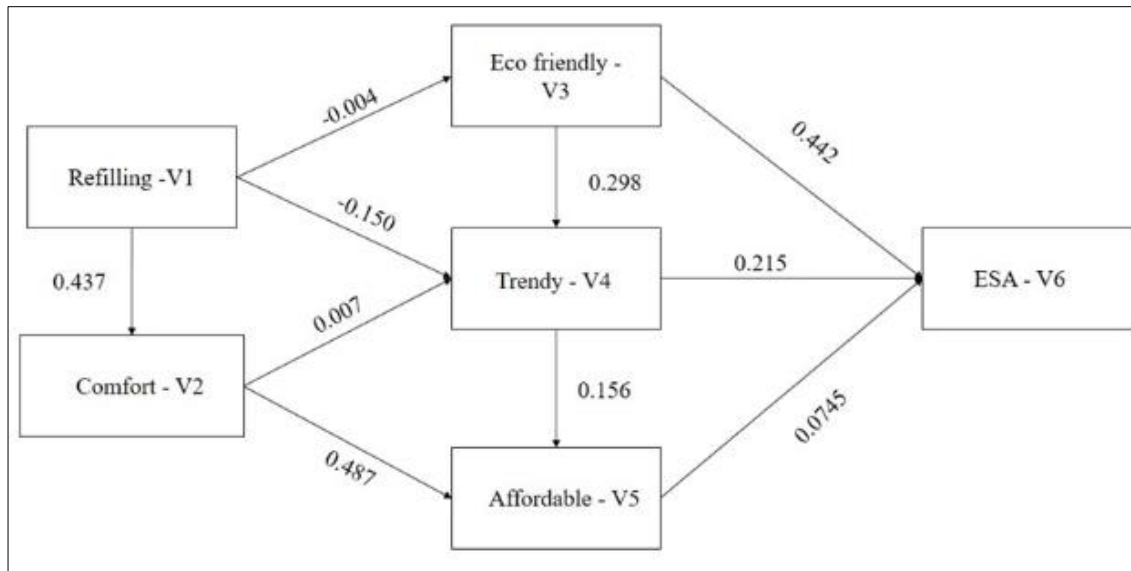 Eco friendly -
V3
-0.004
0.442
Refilling -V1
0.298
-0.150
Trendy - V4
0.215
ESA - V6
0.437
0.007
Comfort - V2
0.156
0.0745
0.487
Affordable - V5